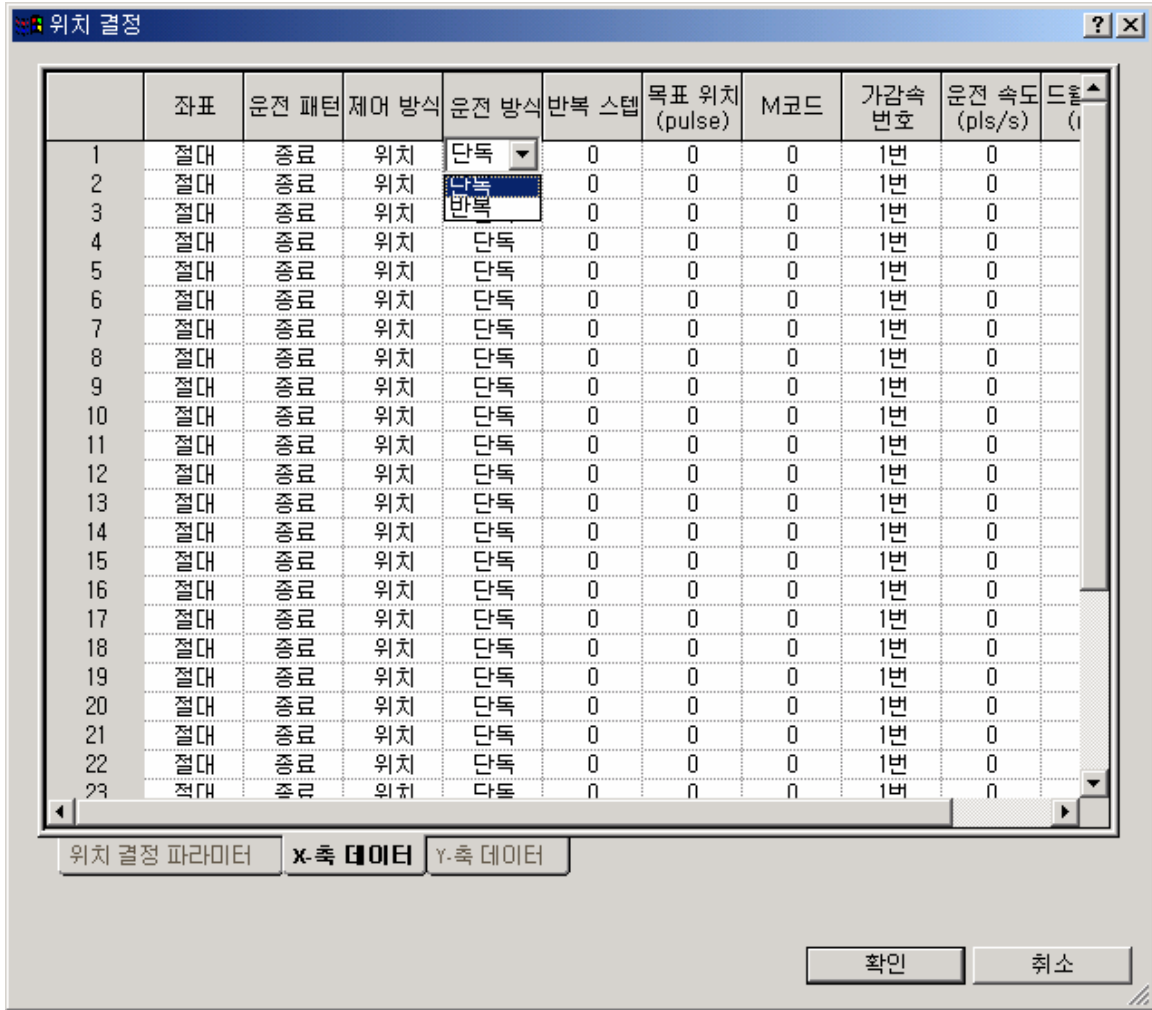 위치 결정
좌표 운전 패턴 제어 방식 운전 방식 반복 스텝 목표 위치 (pulse) M코드 가감속 번호 운전 속도 (pls/s)
1 절대 종료 위치 단독 0 0 0 1번 0
2 절대 종료 위치 단독 0 0 0 1번 0
3 절대 종료 위치 반복 0 0 0 1번 0
4 절대 종료 위치 단독 0 0 0 1번 0
5 절대 종료 위치 단독 0 0 0 1번 0
6 절대 종료 위치 단독 0 0 0 1번 0
7 절대 종료 위치 단독 0 0 0 1번 0
8 절대 종료 위치 단독 0 0 0 1번 0
9 절대 종료 위치 단독 0 0 0 1번 0
10 절대 종료 위치 단독 0 0 0 1번 0
11 절대 종료 위치 단독 0 0 0 1번 0
12 절대 종료 위치 단독 0 0 0 1번 0
13 절대 종료 위치 단독 0 0 0 1번 0
14 절대 종료 위치 단독 0 0 0 1번 0
15 절대 종료 위치 단독 0 0 0 1번 0
16 절대 종료 위치 단독 0 0 0 1번 0
17 절대 종료 위치 단독 0 0 0 1번 0
18 절대 종료 위치 단독 0 0 0 1번 0
19 절대 종료 위치 단독 0 0 0 1번 0
20 절대 종료 위치 단독 0 0 0 1번 0
21 절대 종료 위치 단독 0 0 0 1번 0
22 절대 종료 위치 단독 0 0 0 1번 0
23 절대 종료 위치 단독 0 0 0 1번 0
위치 결정 파라미터 X-축 데이터 Y-축 데이터
확인 취소